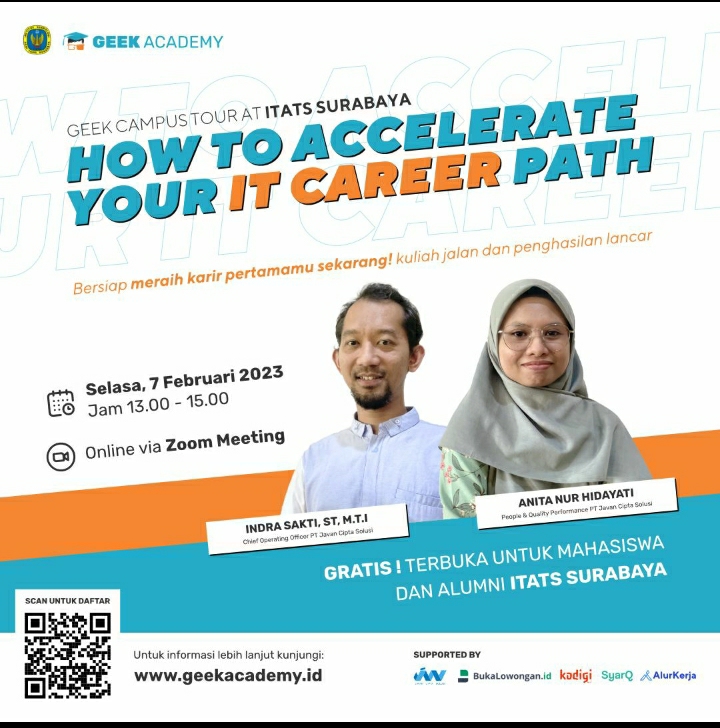 GEEK ACADEMY
GEEK CAMPUS TOUR AT ITATS SURABAYA
HOW TO ACCELERATE
YOUR IT CAREER PATH
Bersiap meraih karir pertamamu sekarang! kuliah jalan dan penghasilan lancar
Selasa, 7 Februari 2023
Jam 13.00 - 15.00
Online via Zoom Meeting
INDRA SAKTI, ST, M.T.I
Chief Operating Officer PT Javan Cipta Solusi
ANITA NUR HIDAYATI
People & Quality Performance PT Javan Cipta Solusi
GRATIS ! TERBUKA UNTUK MAHASISWA
DAN ALUMNI ITATS SURABAYA
SCAN UNTUK DAFTAR
Untuk informasi lebih lanjut kunjungi:
www.geekacademy.id
SUPPORTED BY
BukaLowongan.id kodigi SyarQ AlurKerja